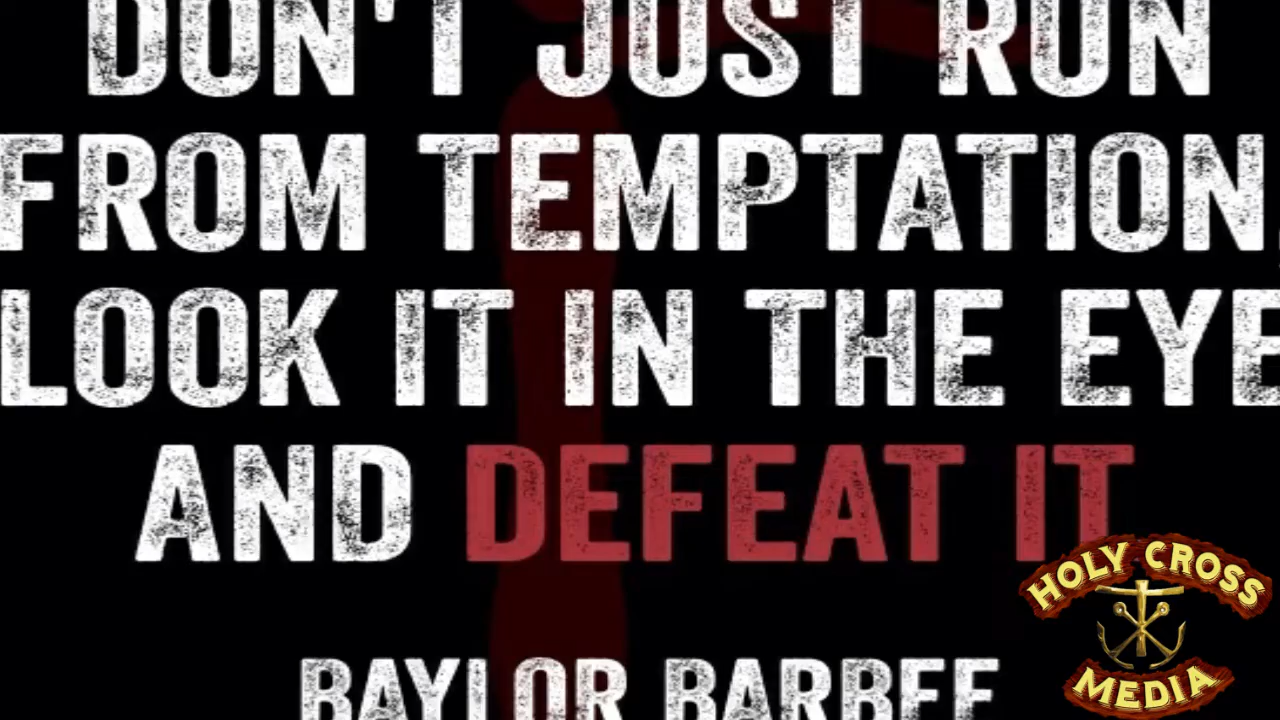 DON'T JUST RUN
FROM TEMPTATION.
LOOK IT IN THE EYE
AND DEFEAT IT
BAYLOR BARBEE
HOLY CROSS
MEDIA